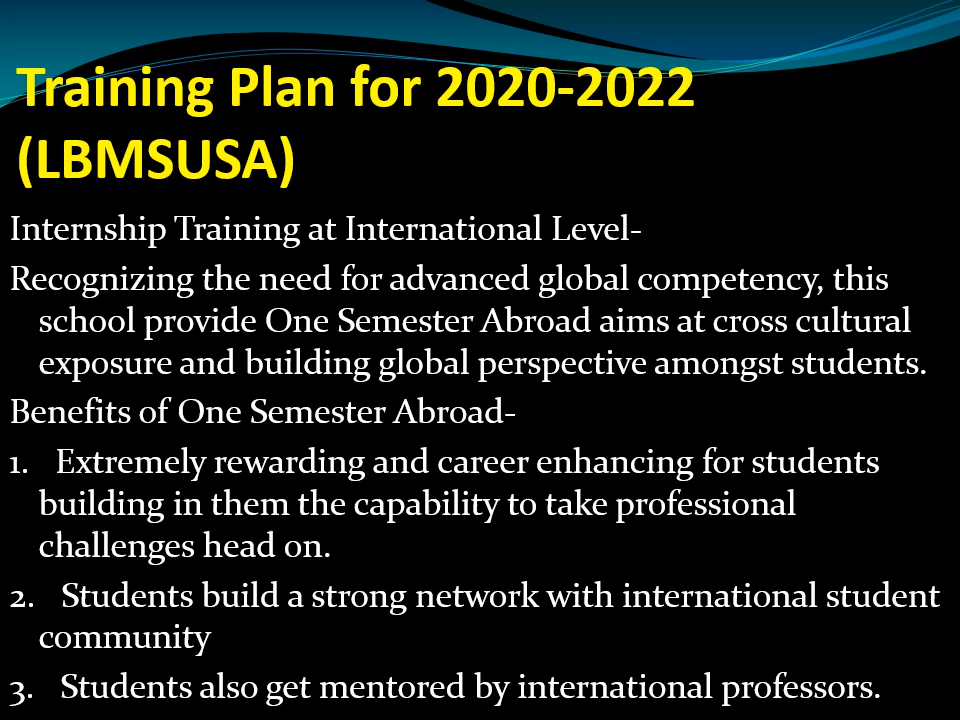 Training Plan for 2020-2022
(LBMSUSA)
Internship Training at International Level-
Recognizing the need for advanced global competency, this
school provide One Semester Abroad aims at cross cultural
exposure and building global perspective amongst students.
Benefits of One Semester Abroad-
1. Extremely rewarding and career enhancing for students
building in them the capability to take professional
challenges head on.
2. Students build a strong network with international student
community
3. Students also get mentored by international professors.